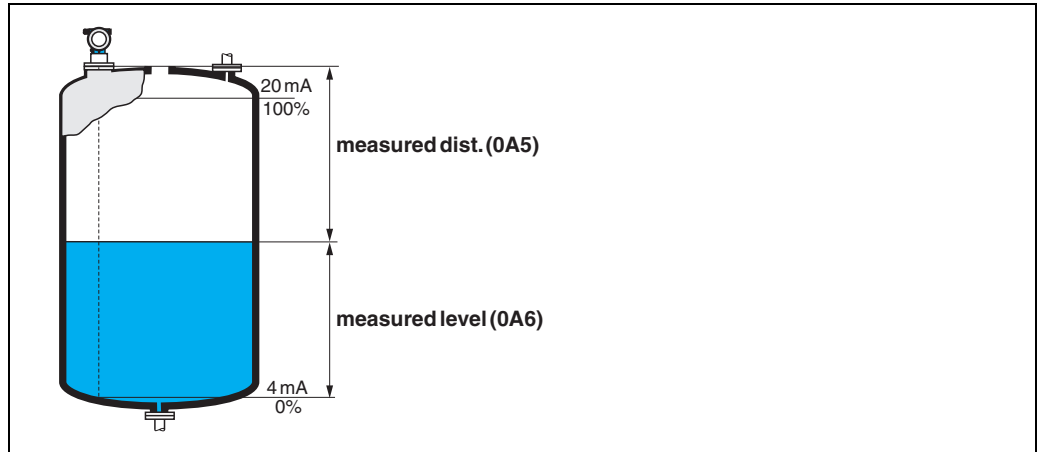 20 mA
100%
measured dist. (0A5)
measured level (0A6)
4 mA
0%